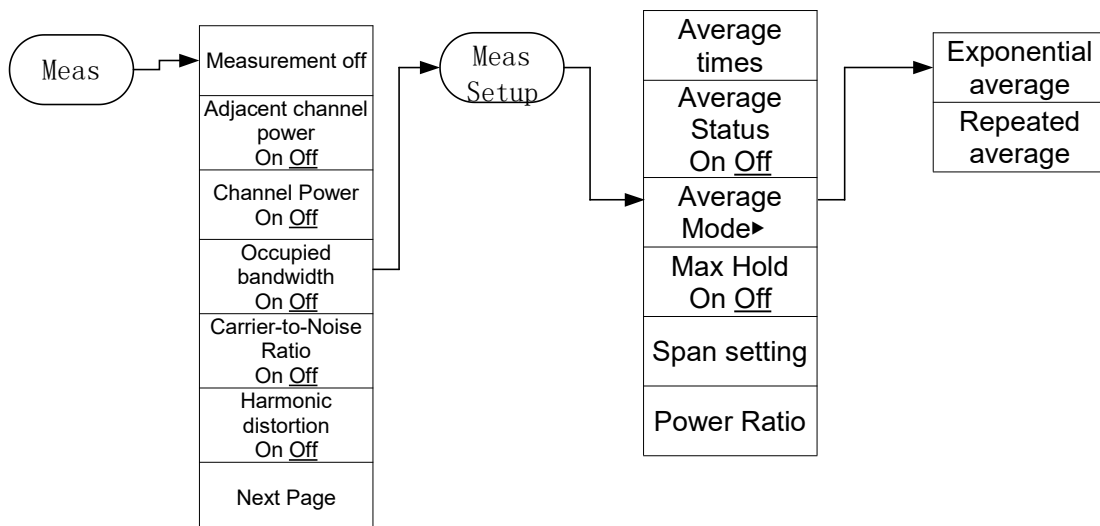 Meas
Measurement off
Adjacent channel
power
On Off
Channel Power
On Off
Occupied
bandwidth
On Off
Carrier-to-Noise
Ratio
On Off
Harmonic
distortion
On Off
Next Page
Meas
Setup
Average
times
Average
Status
On Off
Average
Mode▶
Max Hold
On Off
Span setting
Power Ratio
Exponential
average
Repeated
average